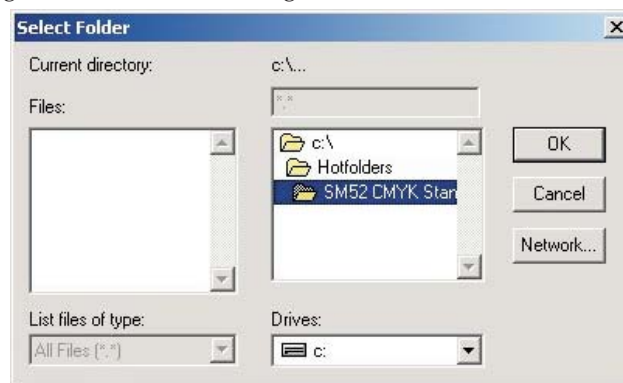 Select Folder
Current directory:
c:\...
Files:
*.*
c:\
Hotfolders
SM52 CMYK Stan
OK
Cancel
Network...
List files of type:
All Files (*.*)
Drives:
c: